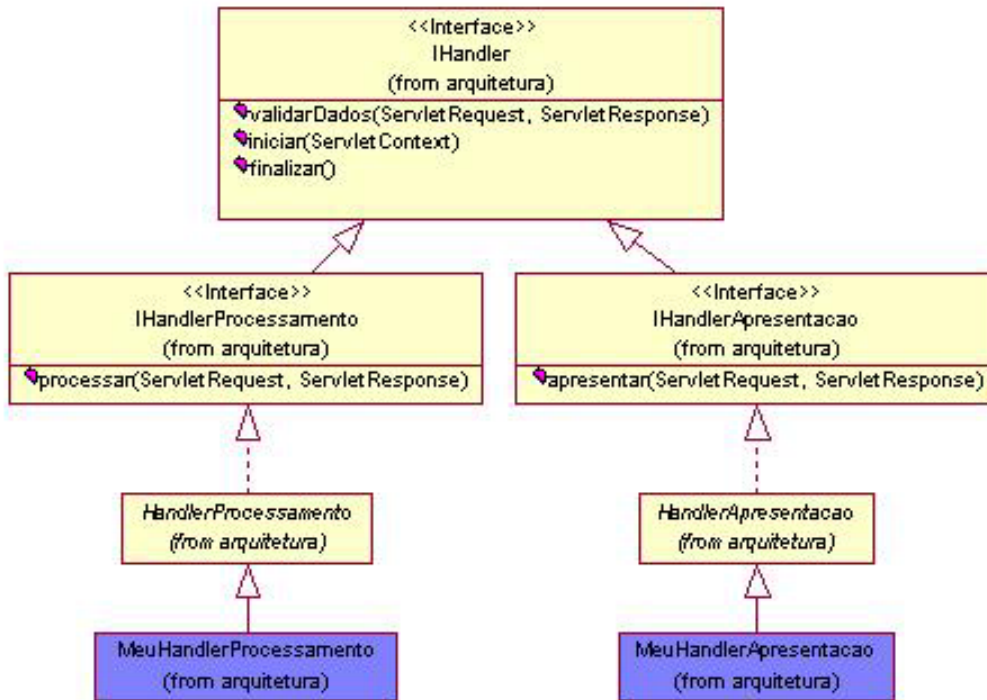 <<Interface>>
IHandler
(from arquitetura)
validarDados(ServletRequest, ServletResponse)
iniciar(ServletContext)
finalizar()
<<Interface>>
IHandlerProcessamento
(from arquitetura)
processar(ServletRequest, ServletResponse)
<<Interface>>
IHandlerApresentacao
(from arquitetura)
apresentar(ServletRequest, ServletResponse)
HandlerProcessamento
(from arquitetura)
HandlerApresentacao
(from arquitetura)
MeuHandlerProcessamento
(from arquitetura)
MeuHandlerApresentacao
(from arquitetura)